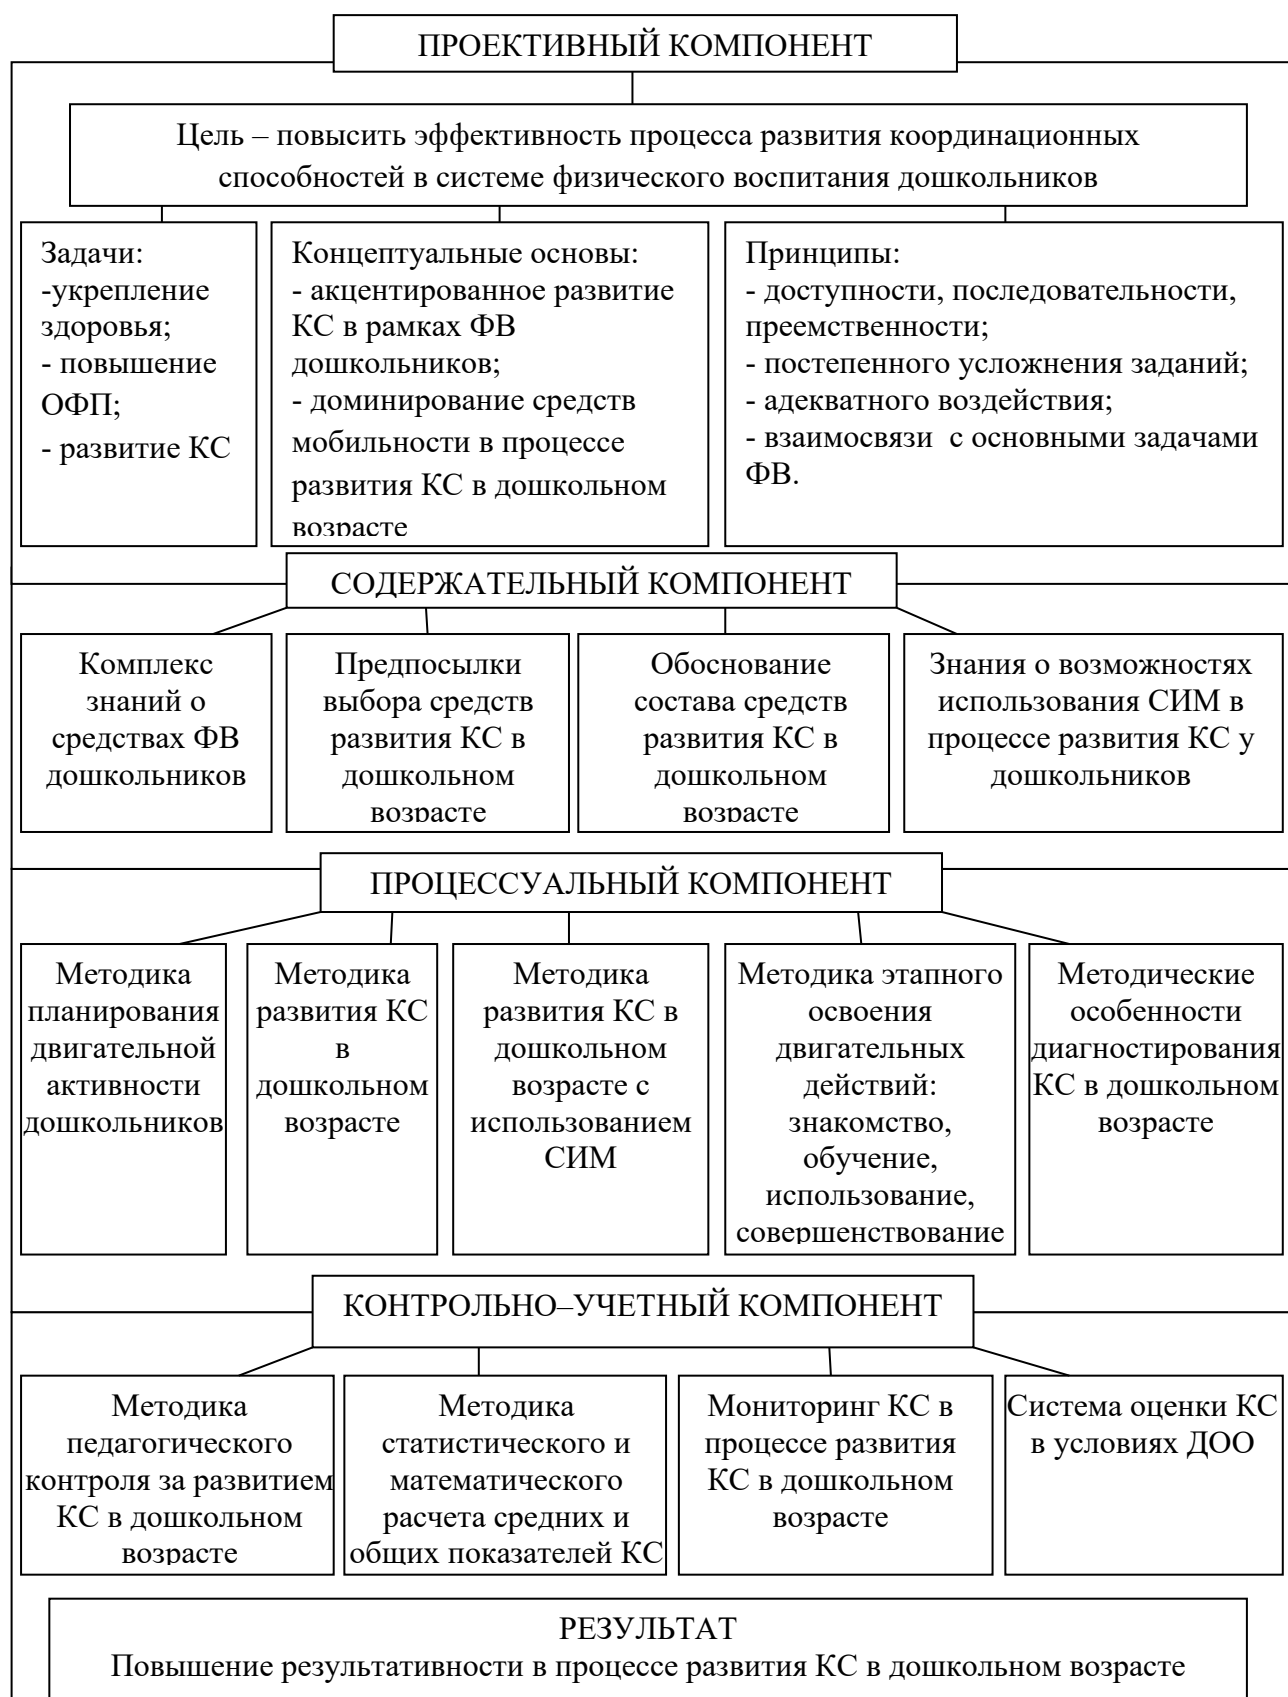 ПРОЕКТИВНЫЙ КОМПОНЕНТ
Цель – повысить эффективность процесса развития координационных
способностей в системе физического воспитания дошкольников
Задачи:
-укрепление
здоровья;
- повышение
ОФП;
- развитие КС
Концептуальные основы:
- акцентированное развитие
КС в рамках ФВ
дошкольников;
- доминирование средств
мобильности в процессе
развития КС в дошкольном
возрасте
Принципы:
- доступности, последовательности,
преемственности;
- постепенного усложнения заданий;
- адекватного воздействия;
- взаимосвязи с основными задачами
ФВ.
СОДЕРЖАТЕЛЬНЫЙ КОМПОНЕНТ
Комплекс
знаний о
средствах ФВ
дошкольников
Предпосылки
выбора средств
развития КС в
дошкольном
возрасте
Обоснование
состава средств
развития КС в
дошкольном
возрасте
Знания о возможностях
использования СИМ в
процессе развития КС у
дошкольников
ПРОЦЕССУАЛЬНЫЙ КОМПОНЕНТ
Методика
планирования
двигательной
активности
дошкольников
Методика
развития КС
в
дошкольном
возрасте
Методика
развития КС в
дошкольном
возрасте с
использованием
СИМ
Методика этапного
освоения
двигательных
действий:
знакомство,
обучение,
использование,
совершенствование
Методические
особенности
диагностирования
КС в дошкольном
возрасте
КОНТРОЛЬНО–УЧЕТНЫЙ КОМПОНЕНТ
Методика
педагогического
контроля за развитием
КС в дошкольном
возрасте
Методика
статистического и
математического
расчета средних и
общих показателей КС
Мониторинг КС в
процессе развития
КС в дошкольном
возрасте
Система оценки КС
в условиях ДОО
РЕЗУЛЬТАТ
Повышение результативности в процессе развития КС в дошкольном возрасте